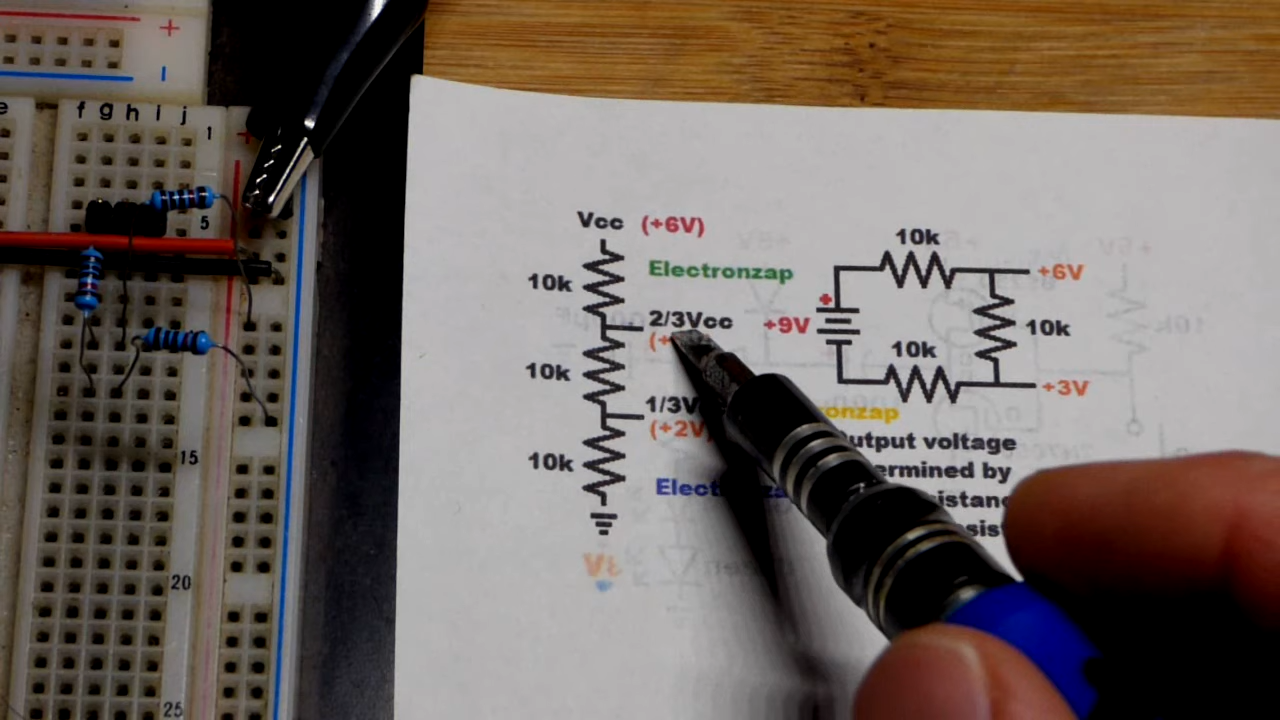 +
e f g h i j
1
+
5
15
20
25
Vcc (+6V)
10k
Electronzap
2/3Vcc
(+
10k
1/3V
(+2V)
10k
10k
+6V
+9V
+
10k
10k
+3V
onzap
utput voltage
ermined by
istanc
esist